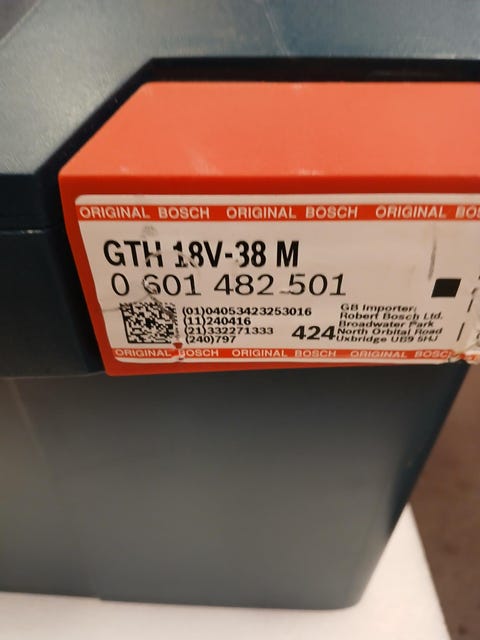 ORIGINAL BOSCH ORIGINAL BOSCH ORIGINAL
GTH 18V-38 M
0 601 482 501
(01)04053423253016
(11)240416
(21)332271333
(240)797
424
GB Importer:
Robert Bosch Ltd.
Broadwater Park
North Orbital Road
Uxbridge UB9 5HJ
ORIGINAL BOSCH ORIGINAL BOSCH ORIGINAL BOSC